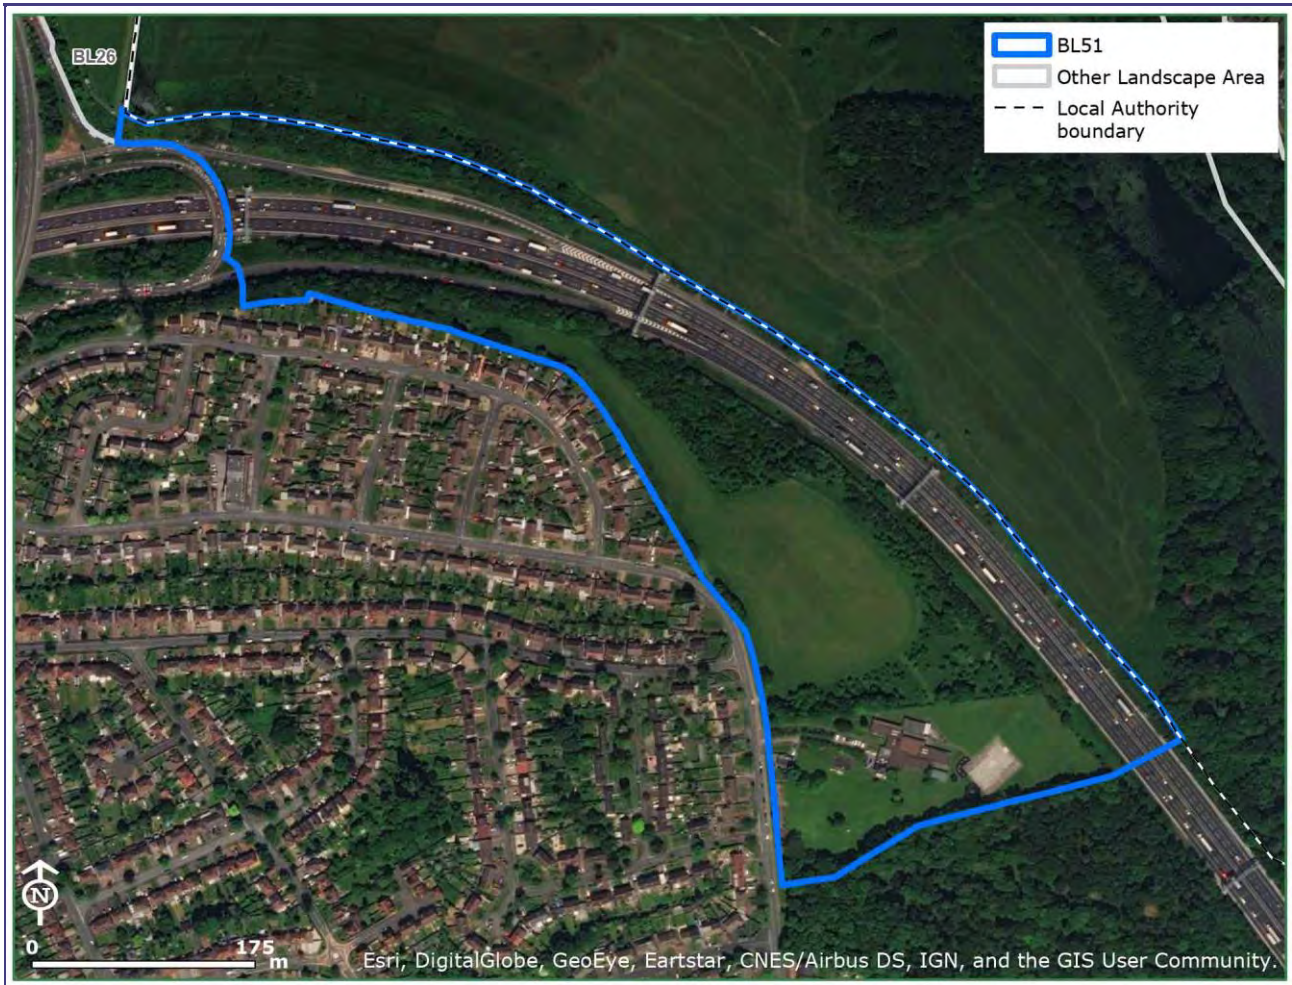 BL26
BL51
Other Landscape Area
Local Authority
boundary
N
0 175
m
Esri, DigitalGlobe, GeoEye, Eartstar, CNES/Airbus DS, IGN, and the GIS User Community.